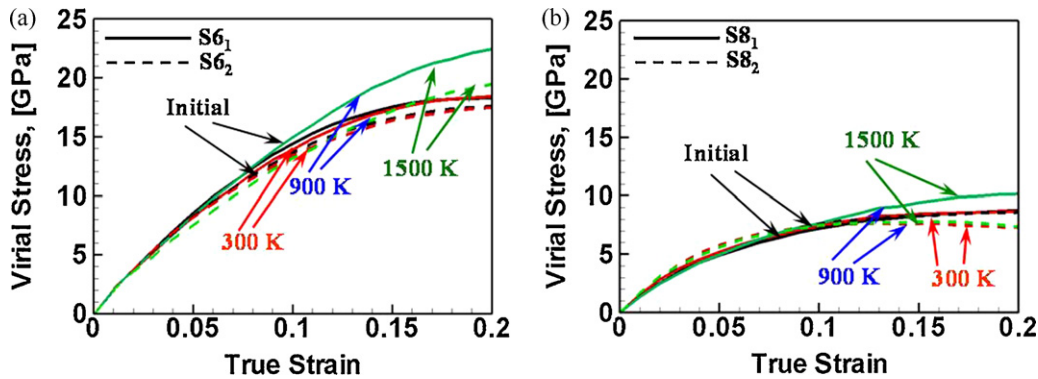 (a)
Virial Stress, [GPa]
25
20
15
10
5
0
S6₁
S6₂
Initial
900 K
300 K
1500 K
0
0.05
0.1
0.15
0.2
True Strain
(b)
Virial Stress, [GPa]
25
20
15
10
5
0
S8₁
S8₂
Initial
1500 K
900 K
300 K
0
0.05
0.1
0.15
0.2
True Strain